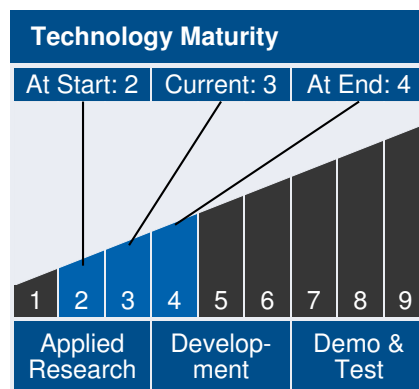 Technology Maturity
At Start: 2 Current: 3 At End: 4
1 2 3 4 5 6 7 8 9
Applied Develop- Demo &
Research ment Test